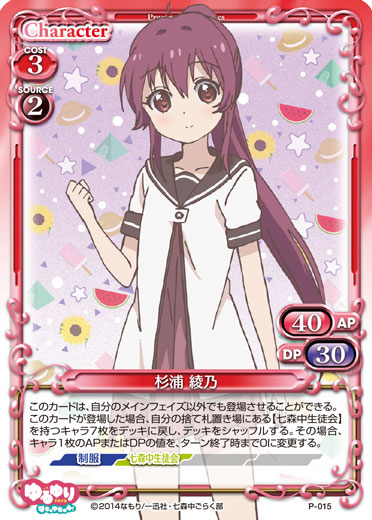 Character
COST
3
SOURCE
2
40 AP
DP 30
杉浦 綾乃
このカードは、自分のメインフェイズ以外でも登場させることができる。
このカードが登場した場合、自分の捨て札置き場にある【七森中生徒会】
を持つキャラ7枚をデッキに戻し、デッキをシャッフルする。その場合、
キャラ1枚のAPまたはDPの値を、ターン終了時まで0に変更する。
制服 七森中生徒会
ゆるゆり
©2014なもり/一迅社・七森中ごらく部
P-015